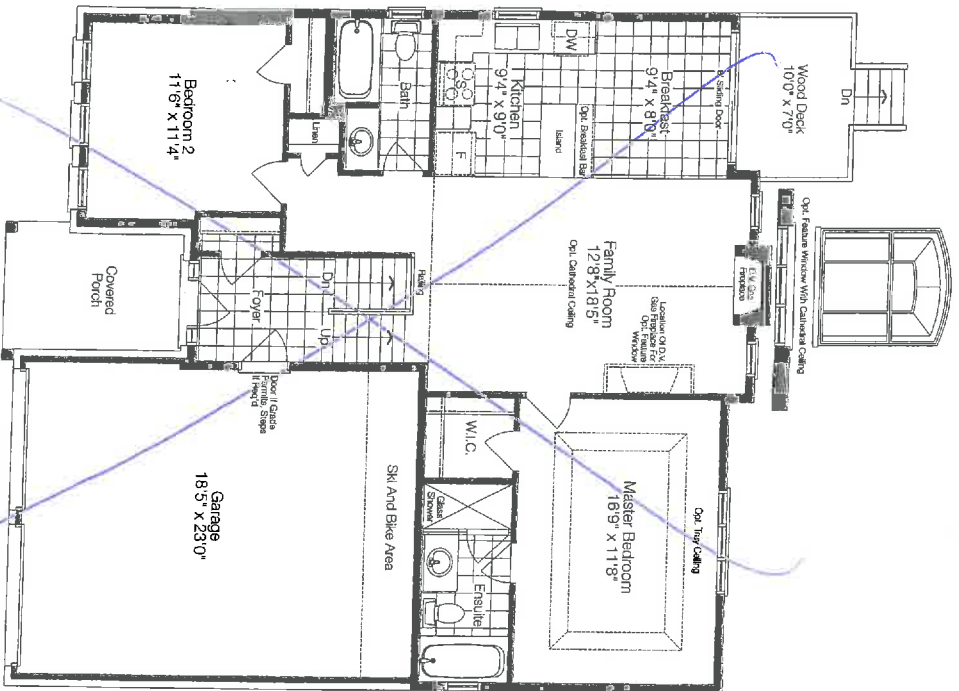 Wood Deck
10'0" x 7'0"
Dn
Sliding Door
Breakfast
9'4" x 8'0"
DW
Opt. Breakfast Bar
Island
Kitchen
9'4" x 9'0"
F
Bath
Linen
Bedroom 2
11'6" x 11'4"
Opt. Feature Window With Cathedral Ceiling
D.V. Gas
Fireplace
Family Room
12'8"x18'5"
Opt. Cathedral Ceiling
Location Of D.V.
Gas Fireplace For
Opt. Feature
Window
Railing
Dn
Up
Foyer
Covered
Porch
Door If Grade
Permits, Steps
If Req'd
Opt. Tray Ceiling
Master Bedroom
16'9" x 11'8"
W.I.C.
Glass
Shower
Ensuite
Ski And Bike Area
Garage
18'5" x 23'0"